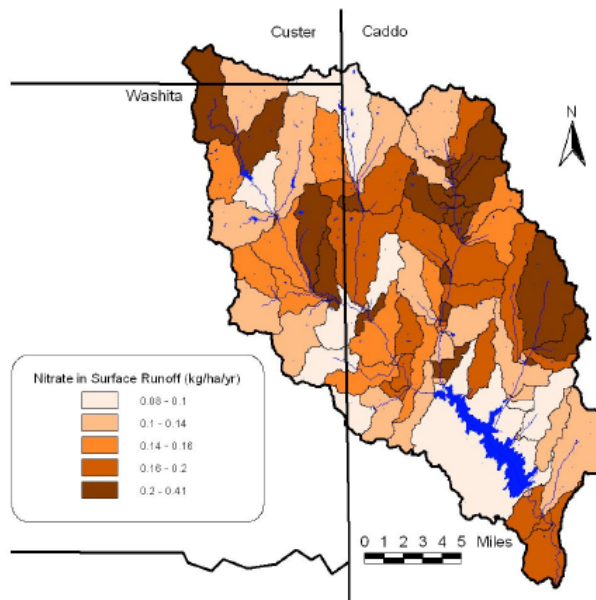 Custer Caddo
Washita
N
Nitrate in Surface Runoff (kg/ha/yr)
0.08 - 0.1
0.1 - 0.14
0.14 - 0.16
0.16 - 0.2
0.2 - 0.41
0 1 2 3 4 5 Miles